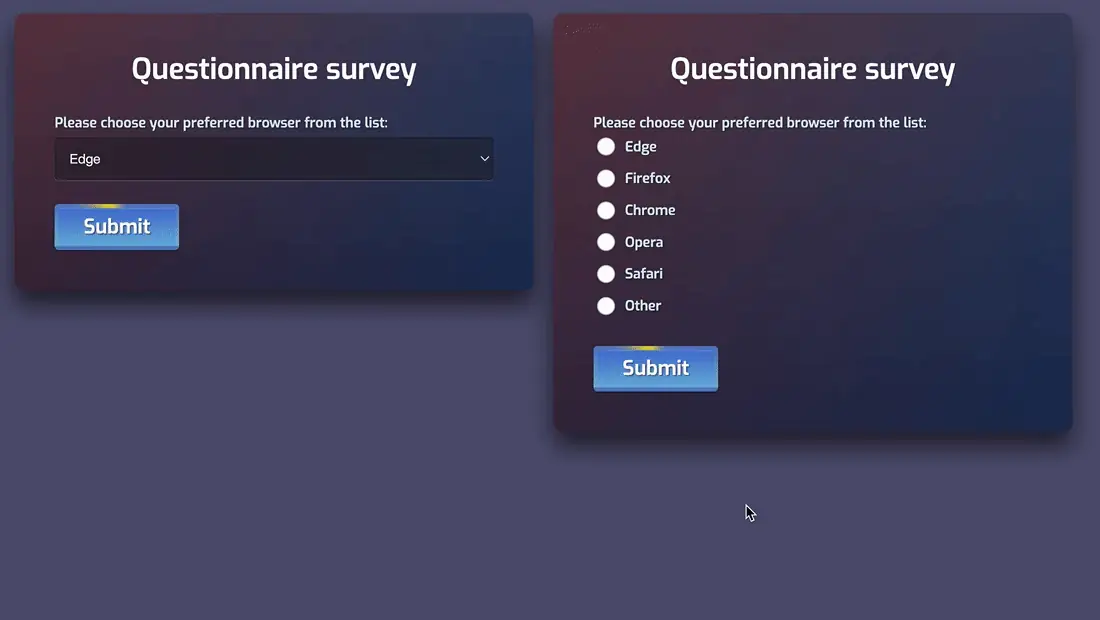 Questionnaire survey
Please choose your preferred browser from the list:
Edge
Submit
Questionnaire survey
Please choose your preferred browser from the list:
Edge
Firefox
Chrome
Opera
Safari
Other
Submit